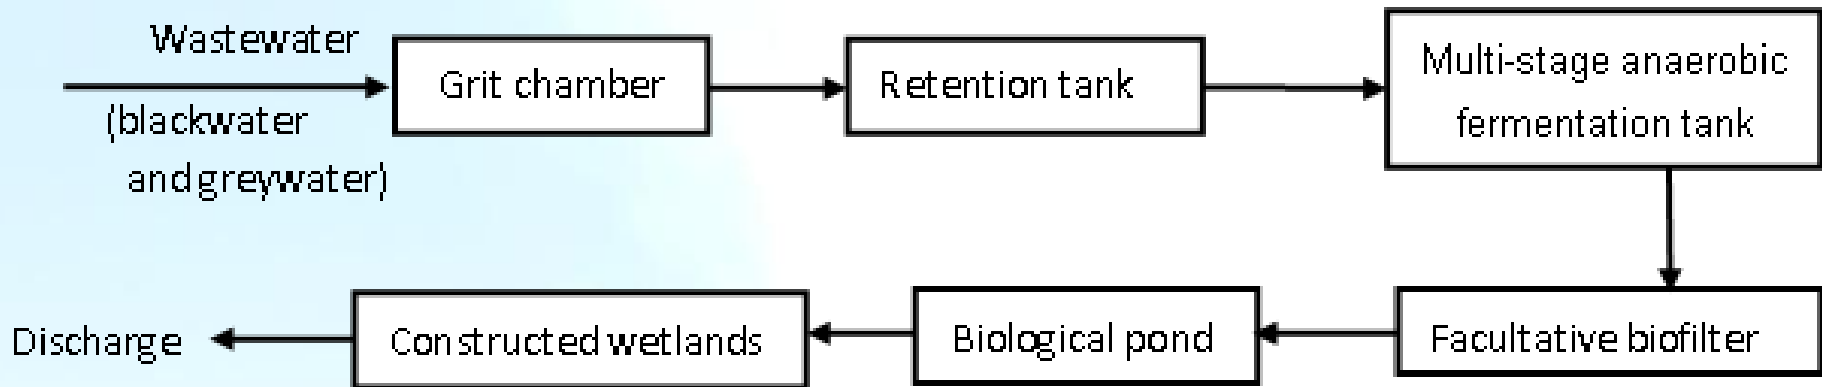 Wastewater
(blackwater
and greywater)
Grit chamber
Retention tank
Multi-stage anaerobic
fermentation tank
Facultative biofilter
Biological pond
Constructed wetlands
Discharge